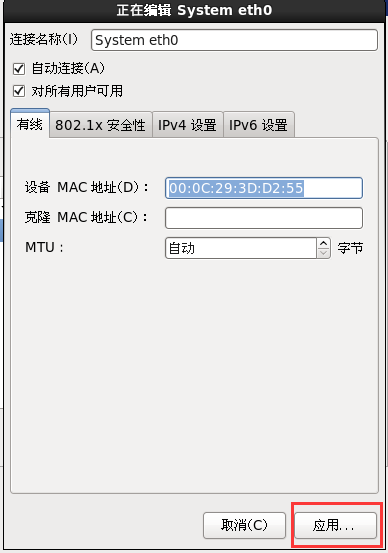 正在编辑 System eth0
连接名称(I) System eth0
自动连接(A)
对所有用户可用
有线 802.1x 安全性 IPv4 设置 IPv6 设置
设备 MAC 地址(D)： 00:0C:29:3D:D2:55
克隆 MAC 地址(C)：
MTU： 自动 字节
取消(C) 应用...